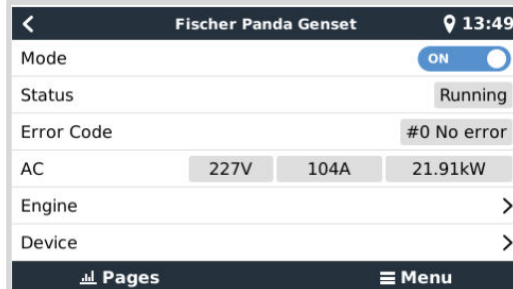 Fischer Panda Genset 13:49
Mode ON
Status Running
Error Code #0 No error
AC 227V 104A 21.91kW
Engine
Device
Pages Menu